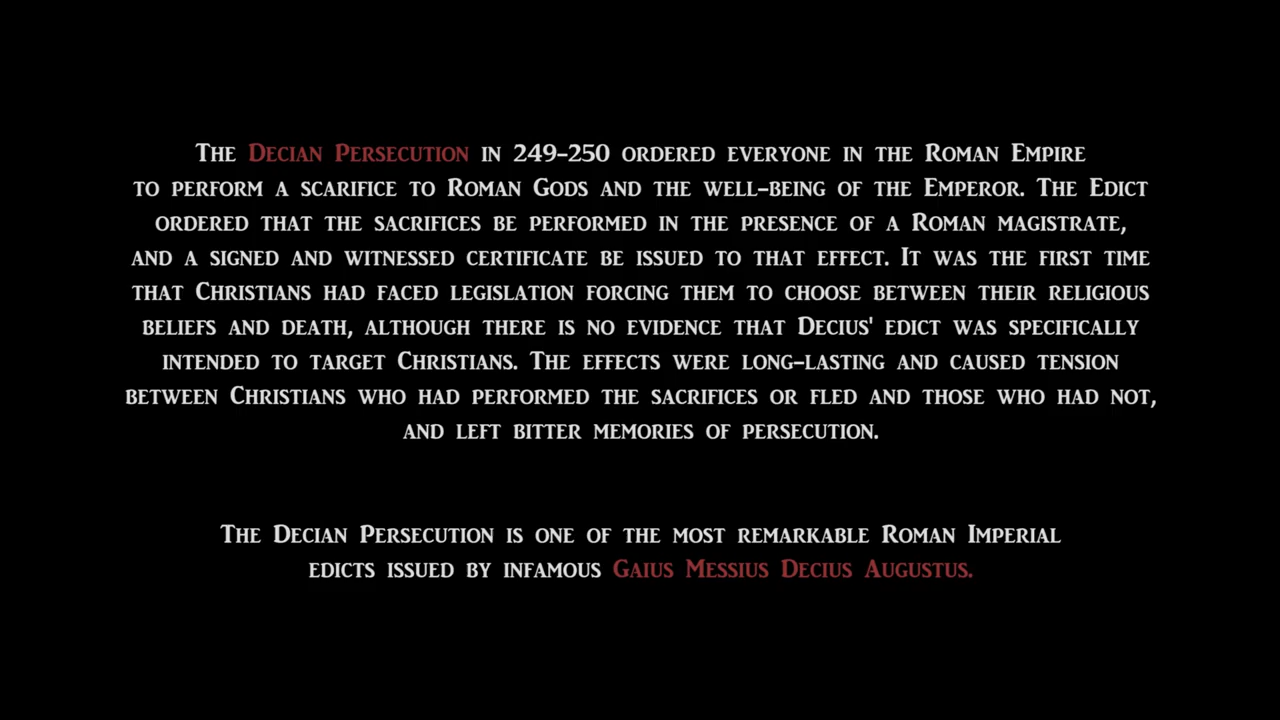 The Decian Persecution in 249-250 ordered everyone in the Roman Empire
to perform a scarifice to Roman Gods and the well-being of the Emperor. The Edict
ordered that the sacrifices be performed in the presence of a Roman magistrate,
and a signed and witnessed certificate be issued to that effect. It was the first time
that Christians had faced legislation forcing them to choose between their religious
beliefs and death, although there is no evidence that Decius' edict was specifically
intended to target Christians. The effects were long-lasting and caused tension
between Christians who had performed the sacrifices or fled and those who had not,
and left bitter memories of persecution.
The Decian Persecution is one of the most remarkable Roman Imperial
edicts issued by infamous Gaius Messius Decius Augustus.